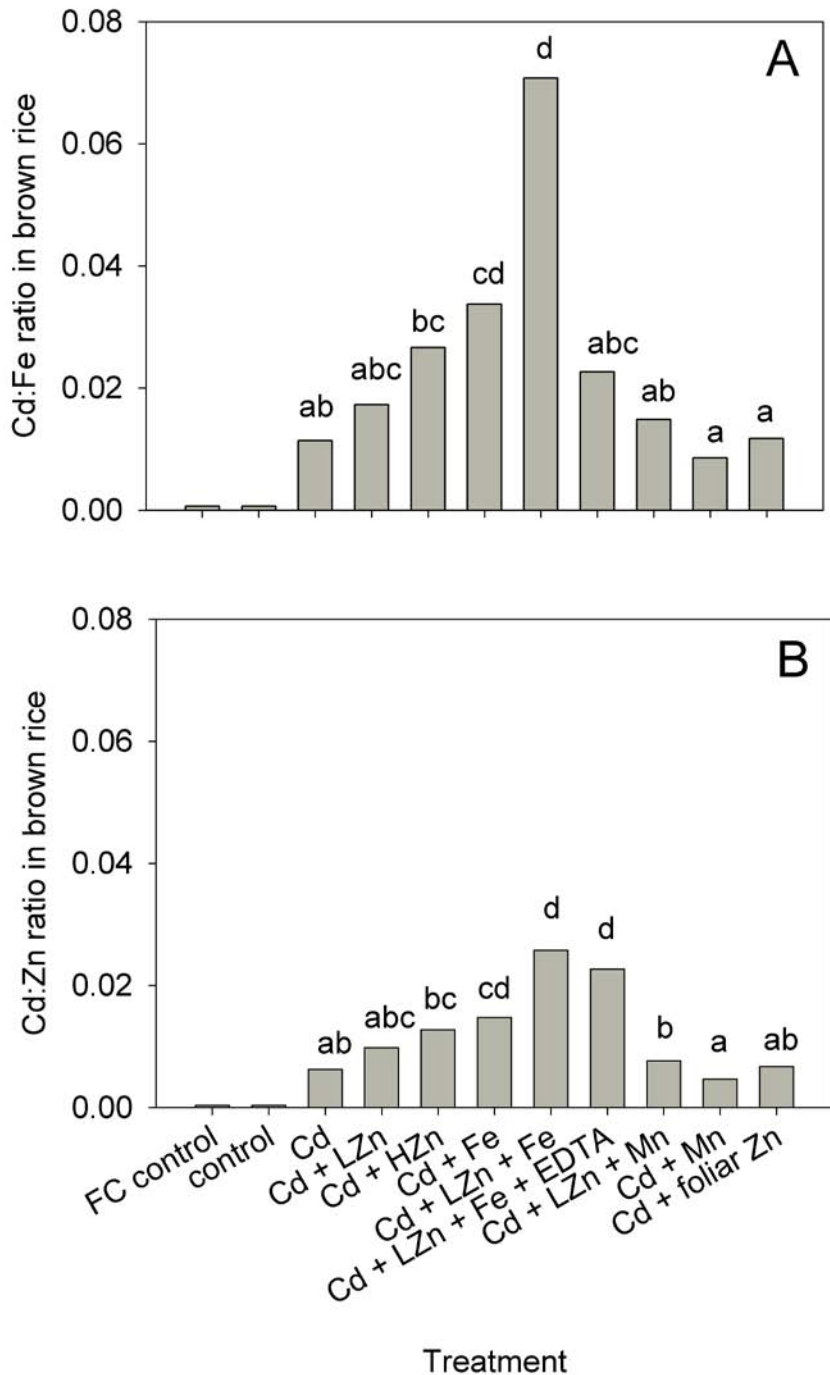 0.08
A
d
0.06
Cd:Fe ratio in brown rice
0.04
cd
bc
abc
abc
0.02
ab
ab
a
a
0.00
0.08
B
0.06
Cd:Zn ratio in brown rice
0.04
d
d
0.02
cd
bc
abc
ab
b
a
ab
0.00
FC control
control
Cd
Cd + LZn
Cd + HZn
Cd + Fe
Cd + LZn + Fe
Cd + LZn + Fe + EDTA
Cd + LZn + Mn
Cd + Mn
Cd + foliar Zn
Treatment